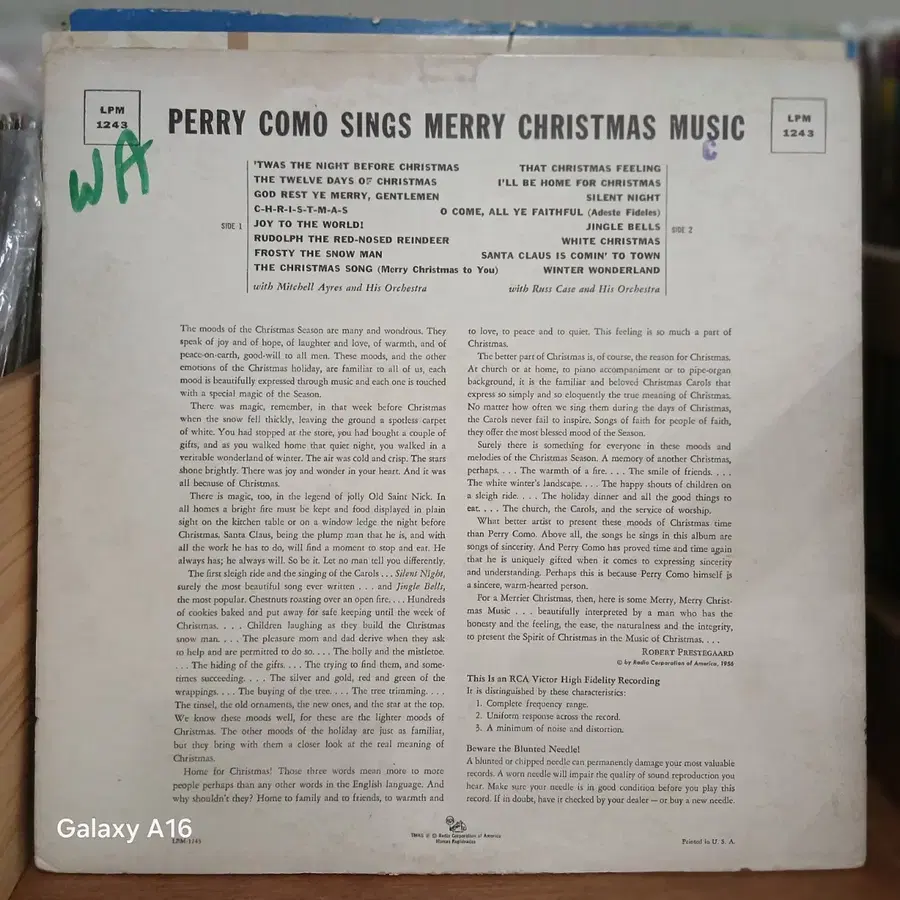 LPM
1243
WA
PERRY COMO SINGS MERRY CHRISTMAS MUSIC
LPM
1243
C
SIDE 1
'TWAS THE NIGHT BEFORE CHRISTMAS
THE TWELVE DAYS OF CHRISTMAS
GOD REST YE MERRY, GENTLEMEN
C-H-R-I-S-T-M-A-S
JOY TO THE WORLD!
RUDOLPH THE RED-NOSED REINDEER
FROSTY THE SNOW MAN
THE CHRISTMAS SONG (Merry Christmas to You)
with Mitchell Ayres and His Orchestra
THAT CHRISTMAS FEELING
I'LL BE HOME FOR CHRISTMAS
SILENT NIGHT
O COME, ALL YE FAITHFUL (Adeste Fideles)
JINGLE BELLS
WHITE CHRISTMAS
SANTA CLAUS IS COMIN' TO TOWN
WINTER WONDERLAND
with Russ Case and His Orchestra
SIDE 2
The moods of the Christmas Season are many and wondrous. They
speak of joy and of hope, of laughter and love, of warmth, and of
peace-on-earth, good-will to all men. These moods, and the other
emotions of the Christmas holiday, are familiar to all of us, each
mood is beautifully expressed through music and each one is touched
with a special magic of the Season.
There was magic, remember, in that week before Christmas
when the snow fell thickly, leaving the ground a spotless carpet
of white. You had stopped at the store, you had bought a couple of
gifts, and as you walked home that quiet night, you walked in a
veritable wonderland of winter. The air was cold and crisp. The stars
shone brightly. There was joy and wonder in your heart. And it was
all because of Christmas.
There is magic, too, in the legend of jolly Old Saint Nick. In
all homes a bright fire must be kept and food displayed in plain
sight on the kitchen table or on a window ledge the night before
Christmas. Santa Claus, being the plump man that he is, and with
all the work he has to do, will find a moment to stop and eat. He
always has; he always will. So be it. Let no man tell you differently.
The first sleigh ride and the singing of the Carols . . . Silent Night,
surely the most beautiful song ever written . . . and Jingle Bells,
the most popular. Chestnuts roasting over an open fire. . . . Hundreds
of cookies baked and put away for safe keeping until the week of
Christmas. . . . Children laughing as they build the Christmas
snow man. . . . The pleasure mom and dad derive when they ask
to help and are permitted to do so. . . . The holly and the mistletoe.
. . . The hiding of the gifts. . . . The trying to find them, and some-
times succeeding. . . . The silver and gold, red and green of the
wrappings. . . . The buying of the tree. . . . The tree trimming. . . .
The tinsel, the old ornaments, the new ones, and the star at the top.
We know these moods well, for these are the lighter moods of
Christmas. The other moods of the holiday are just as familiar,
but they bring with them a closer look at the real meaning of
Christmas.
Home for Christmas! Those three words mean more to more
people perhaps than any other words in the English language. And
why shouldn't they? Home to family and to friends, to warmth and
to love, to peace and to quiet. This feeling is so much a part of
Christmas.
The better part of Christmas is, of course, the reason for Christmas.
At church or at home, to piano accompaniment or to pipe-organ
background, it is the familiar and beloved Christmas Carols that
express so simply and so eloquently the true meaning of Christmas.
No matter how often we sing them during the days of Christmas,
the Carols never fail to inspire. Songs of faith for people of faith,
they offer the most blessed mood of the Season.
Surely there is something for everyone in these moods and
melodies of the Christmas Season. A memory of another Christmas,
perhaps. . . . The warmth of a fire. . . . The smile of friends. . . .
The white winter's landscape. . . . The happy shouts of children on
a sleigh ride. . . . The holiday dinner and all the good things to
eat. . . . The church, the Carols, and the service of worship.
What better artist to present these moods of Christmas time
than Perry Como. Above all, the songs he sings in this album are
songs of sincerity. And Perry Como has proved time and time again
that he is uniquely gifted when it comes to expressing sincerity
and understanding. Perhaps this is because Perry Como himself is
a sincere, warm-hearted person.
For a Merrier Christmas, then, here is some Merry, Merry Christ-
mas Music . . . beautifully interpreted by a man who has the
honesty and the feeling, the ease, the naturalness and the integrity,
to present the Spirit of Christmas in the Music of Christmas. . . .
ROBERT PRESTEGAARD
© by Radio Corporation of America, 1958
This Is an RCA Victor High Fidelity Recording
It is distinguished by these characteristics:
1. Complete frequency range.
2. Uniform response across the record.
3. A minimum of noise and distortion.
Beware the Blunted Needle!
A blunted or chipped needle can permanently damage your most valuable
records. A worn needle will impair the quality of sound reproduction you
hear. Make sure your needle is in good condition before you play this
record. If in doubt, have it checked by your dealer — or buy a new needle.
Galaxy A16
LPM-1243
TMKS ® © Radio Corporation of America
Marcas Registradas
Printed in U. S. A.